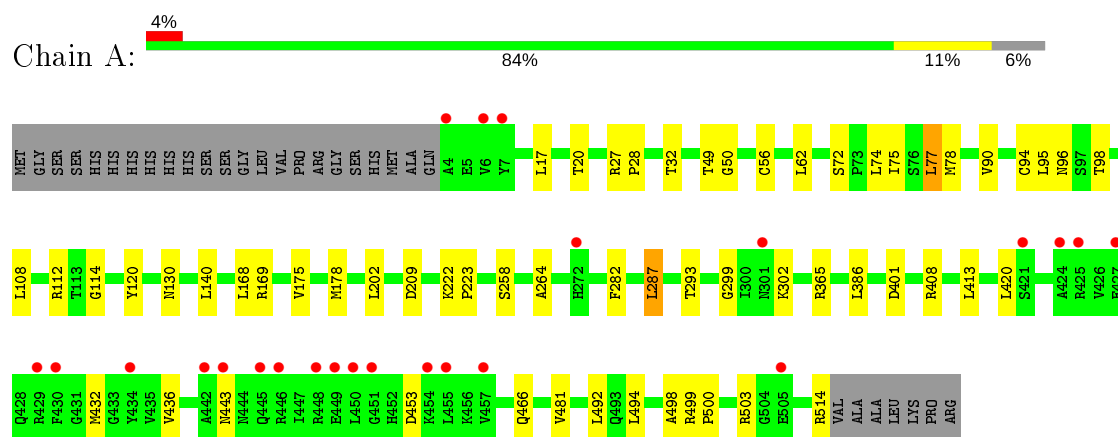 4%
Chain A:
84% 11% 6%
MET GLY SER SER HIS HIS HIS HIS HIS HIS SER SER GLY LEU VAL PRO ARG GLY SER HIS MET ALA GLN A4 E5 V6 Y7 L17 T20 R27 P28 T32 T49 G50 C56 L62 S72 P73 L74 I75 S76 L77 M78 V90 C94 L95 N96 S97 T98
L108 R112 T113 G114 Y120 N130 L140 L168 R169 V175 M178 L202 D209 K222 P223 S258 A264 H272 F282 L287 T293 G299 I300 N301 K302 R365 L386 D401 R408 L413 L420 S421 A424 R425 V426
Q428 R429 F430 G431 M432 G433 Y434 V435 V436 A442 N443 N444 Q445 R446 I447 R448 E449 L450 G451 H452 D453 K454 L455 K456 V457 Q466 V481 L492 Q493 L494 A498 R499 P500 R503 G504 E505 R514 VAL ALA ALA LEU LYS PRO ARG